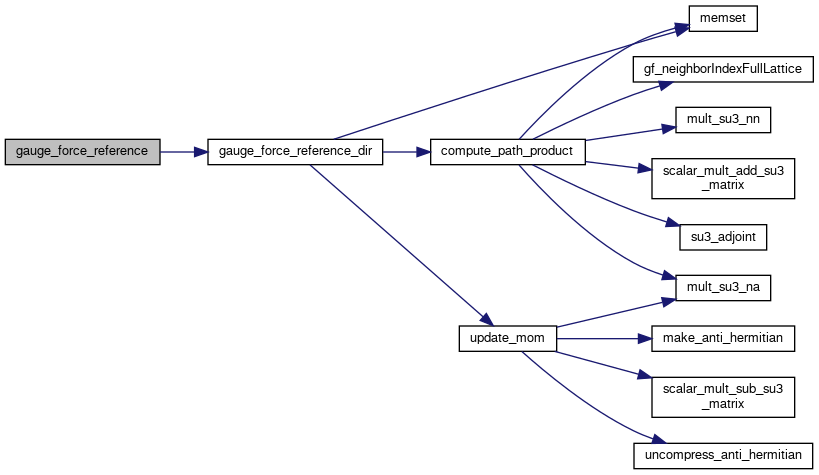 memset
gf_neighborIndexFullLattice
mult_su3_nn
gauge_force_reference
gauge_force_reference_dir
compute_path_product
scalar_mult_add_su3
_matrix
su3_adjoint
mult_su3_na
update_mom
make_anti_hermitian
scalar_mult_sub_su3
_matrix
uncompress_anti_hermitian